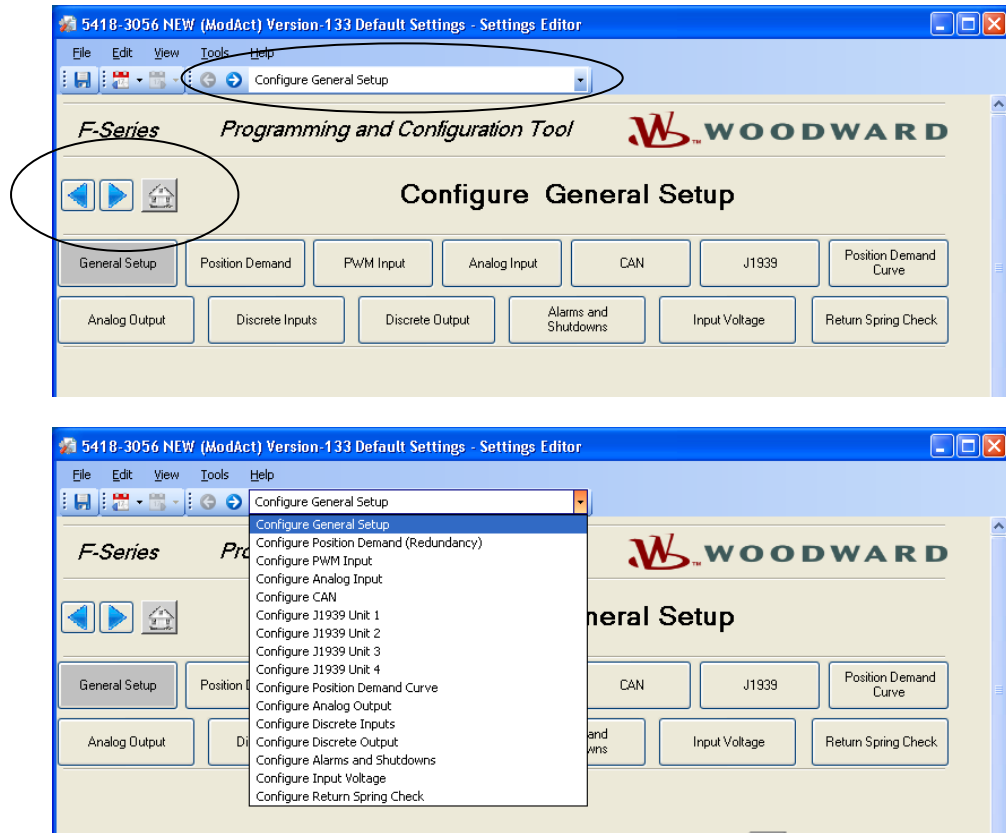 5418-3056 NEW (ModAct) Version-133 Default Settings - Settings Editor
File Edit View Tools Help
Configure General Setup
F-Series Programming and Configuration Tool WOODWARD
Configure General Setup
General Setup Position Demand PWM Input Analog Input CAN J1939 Position Demand Curve
Analog Output Discrete Inputs Discrete Output Alarms and Shutdowns Input Voltage Return Spring Check
5418-3056 NEW (ModAct) Version-133 Default Settings - Settings Editor
File Edit View Tools Help
Configure General Setup
Configure General Setup
Configure Position Demand (Redundancy)
Configure PWM Input
Configure Analog Input
Configure CAN
Configure J1939 Unit 1
Configure J1939 Unit 2
Configure J1939 Unit 3
Configure J1939 Unit 4
Configure Position Demand Curve
Configure Analog Output
Configure Discrete Inputs
Configure Discrete Output
Configure Alarms and Shutdowns
Configure Input Voltage
Configure Return Spring Check
F-Series Pro WOODWARD
neral Setup
General Setup Position CAN J1939 Position Demand Curve
Analog Output Di and wns Input Voltage Return Spring Check